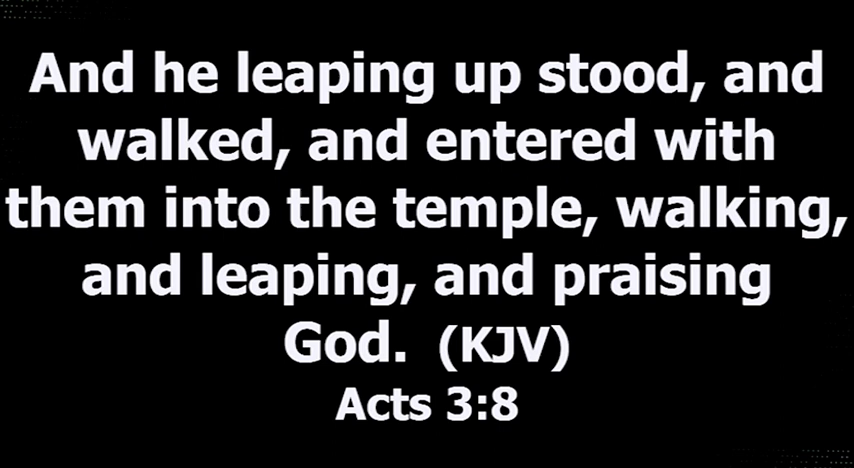 And he leaping up stood, and
walked, and entered with
them into the temple, walking,
and leaping, and praising
God.  (KJV)
Acts 3:8